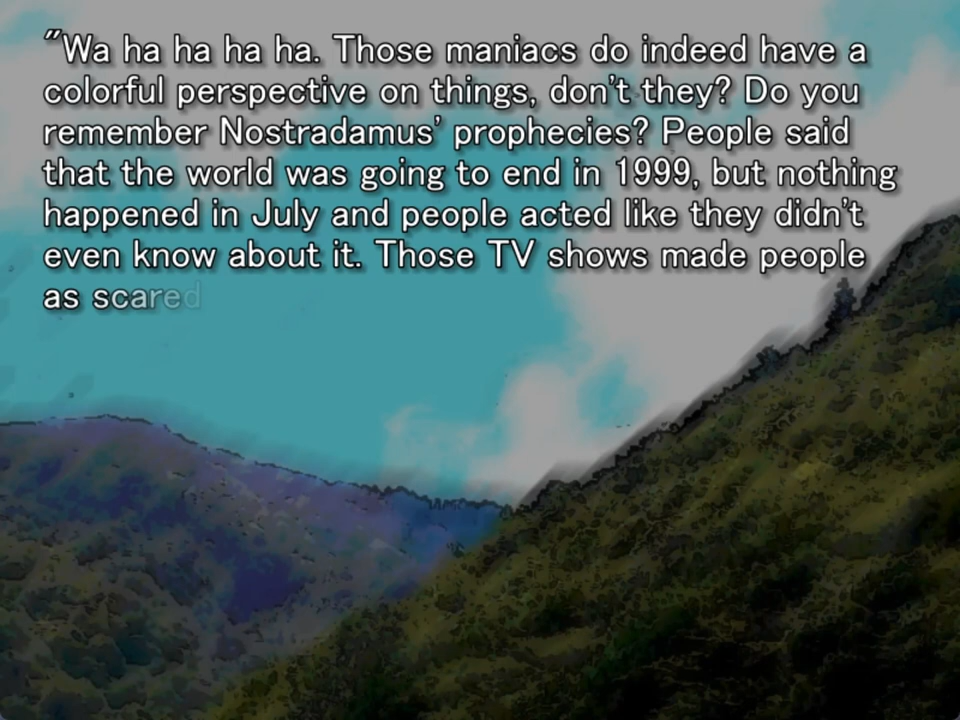 "Wa ha ha ha ha. Those maniacs do indeed have a
colorful perspective on things, don't they? Do you
remember Nostradamus' prophecies? People said
that the world was going to end in 1999, but nothing
happened in July and people acted like they didn't
even know about it. Those TV shows made people
as scared